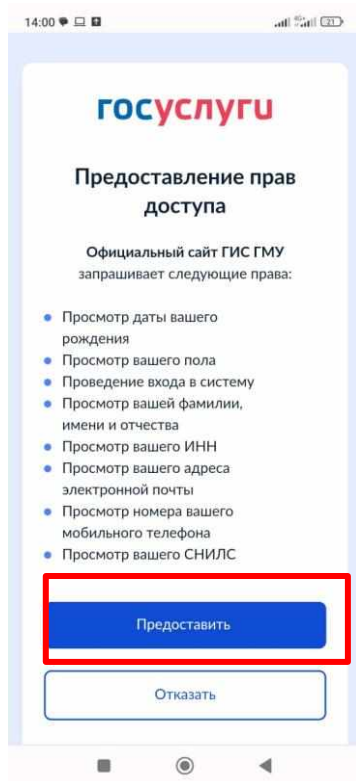 14:00
4G+
21
госуслуги
Предоставление прав
доступа
Официальный сайт ГИС ГМУ
запрашивает следующие права:
Просмотр даты вашего
рождения
Просмотр вашего пола
Проведение входа в систему
Просмотр вашей фамилии,
имени и отчества
Просмотр вашего ИНН
Просмотр вашего адреса
электронной почты
Просмотр номера вашего
мобильного телефона
Просмотр вашего СНИЛС
Предоставить
Отказать